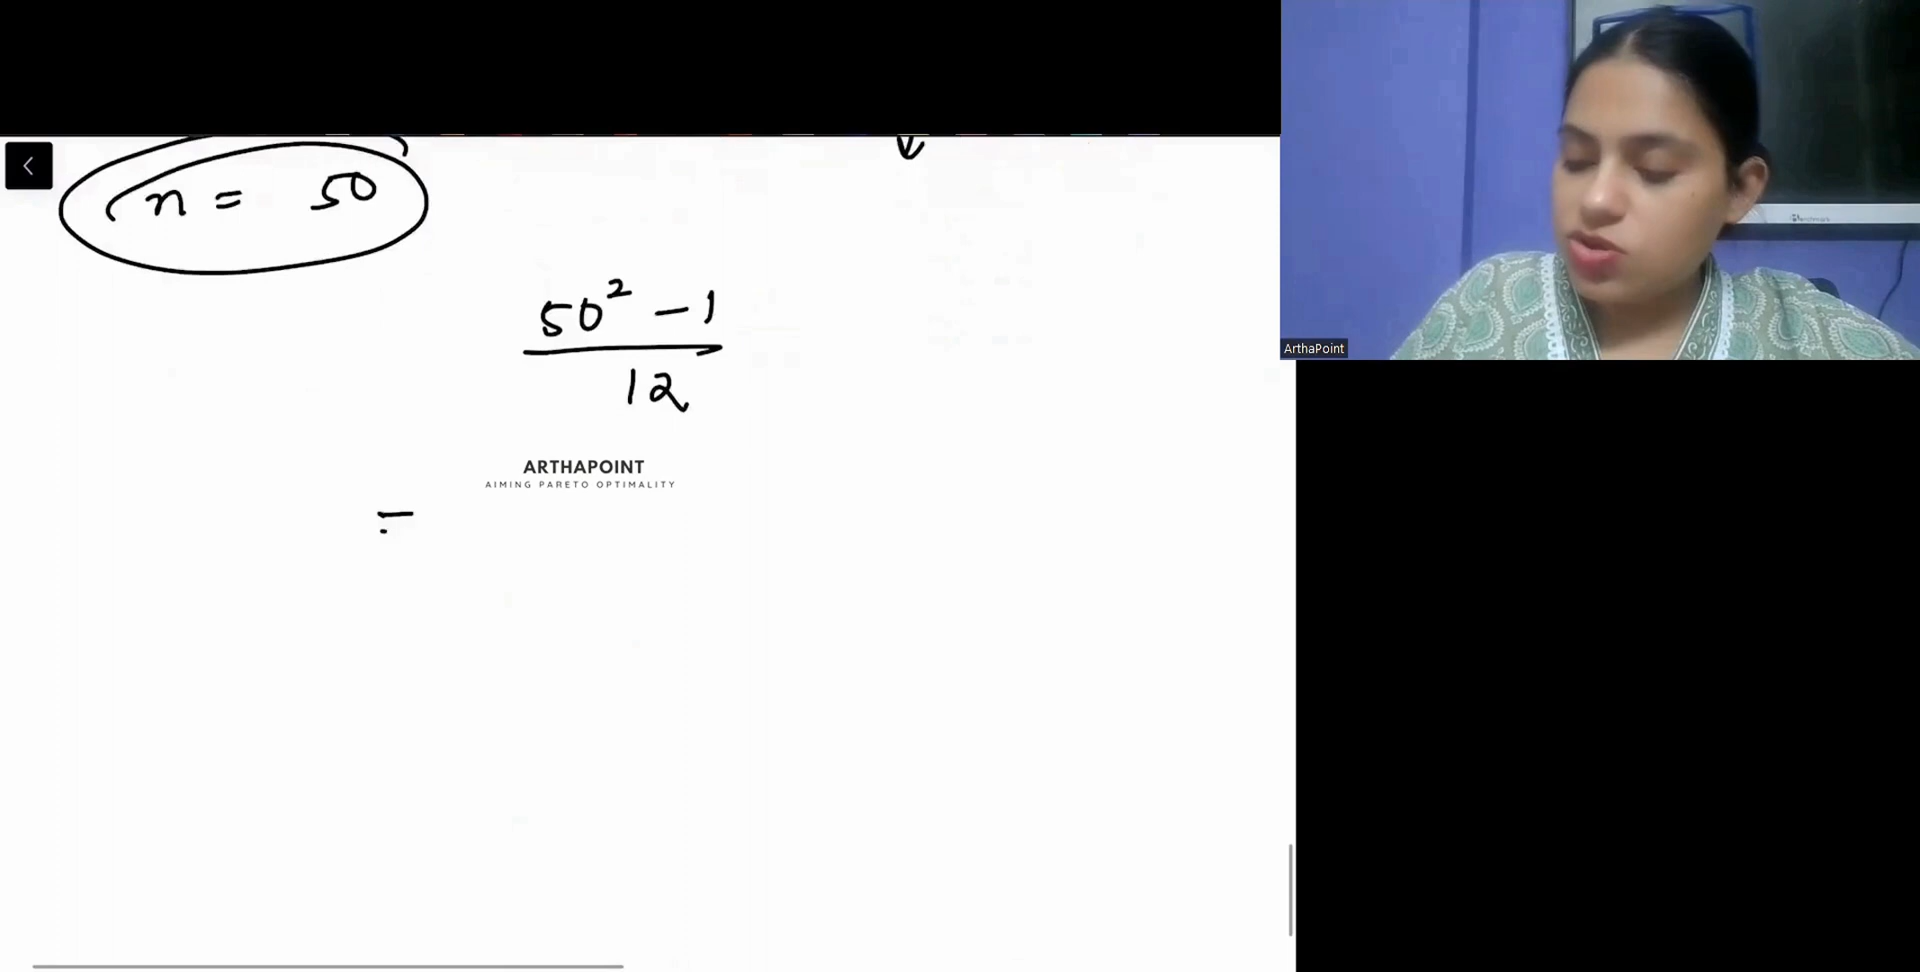 n = 50
50² - 1
12
ARTHAPOINT
AIMING PARETO OPTIMALITY
=
ArthaPoint